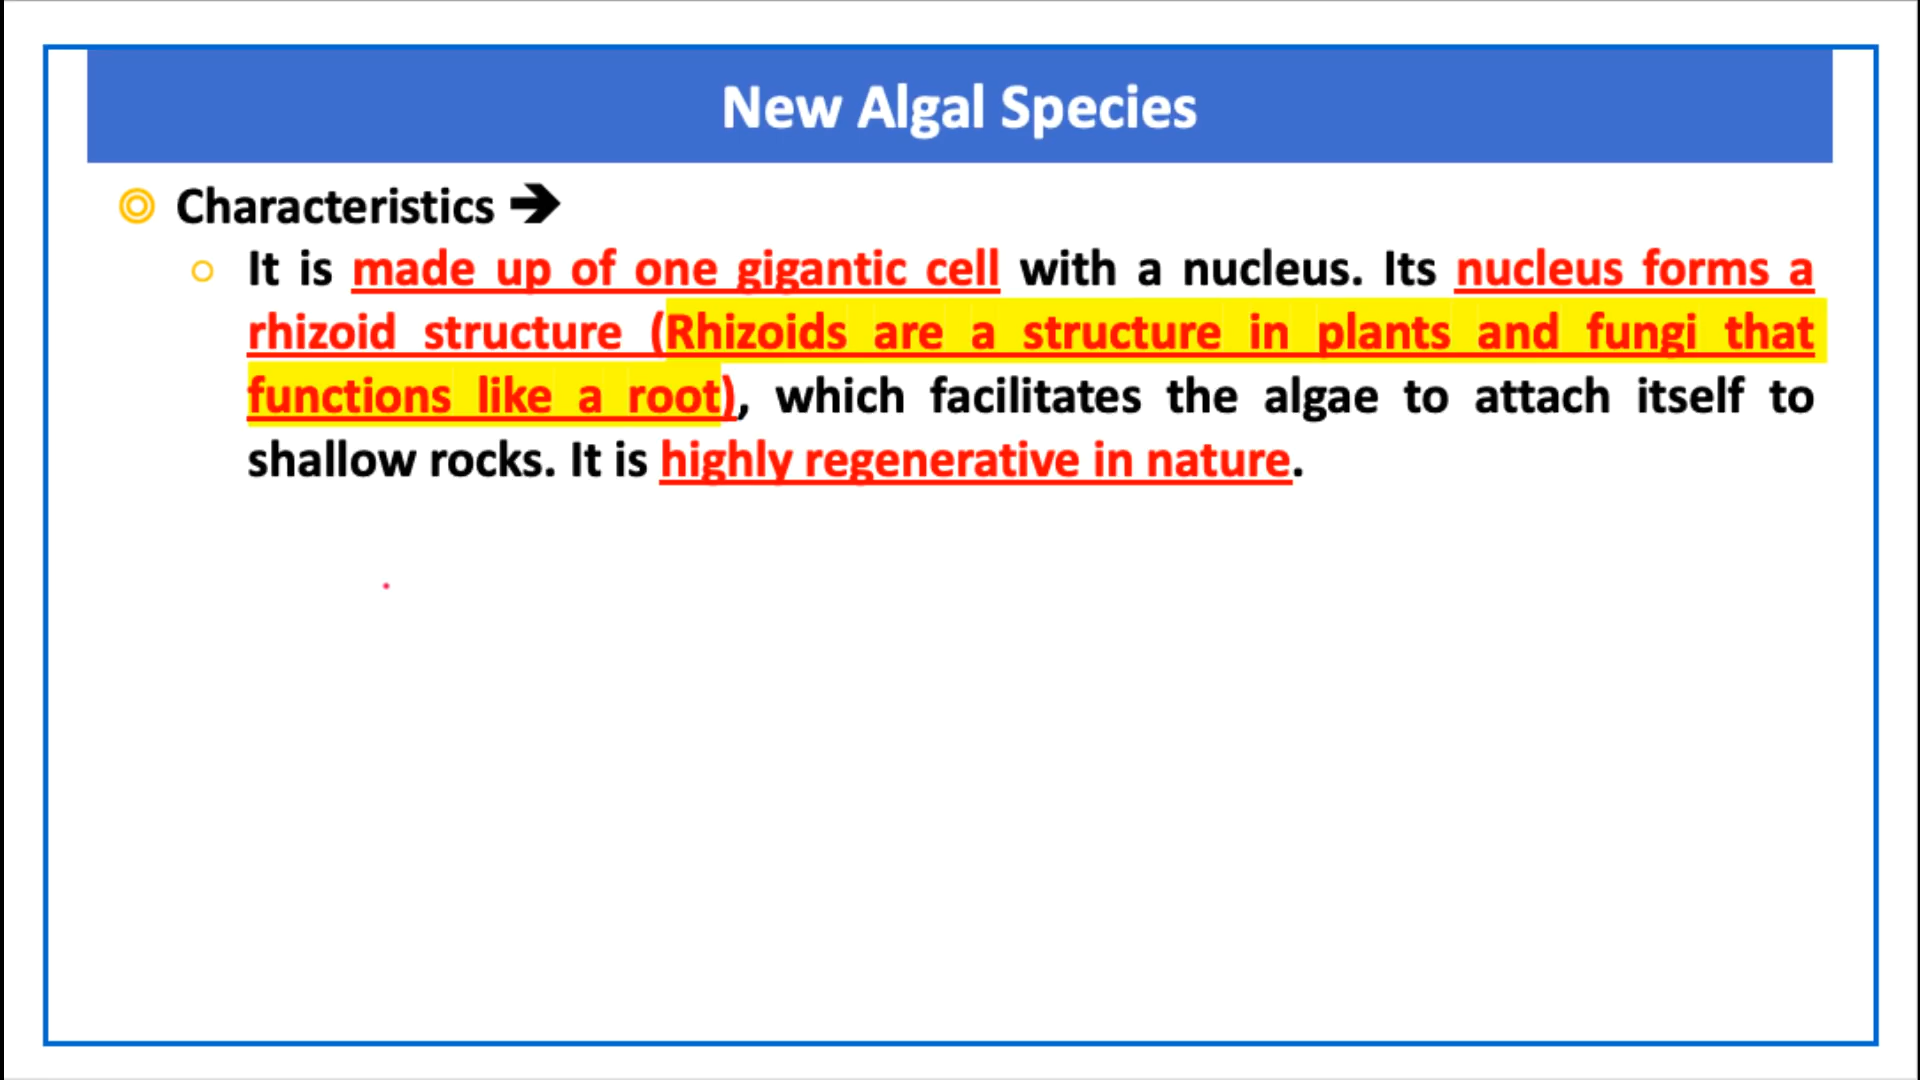 New Algal Species
Characteristics ➔
It is made up of one gigantic cell with a nucleus. Its nucleus forms a
rhizoid structure (Rhizoids are a structure in plants and fungi that
functions like a root), which facilitates the algae to attach itself to
shallow rocks. It is highly regenerative in nature.